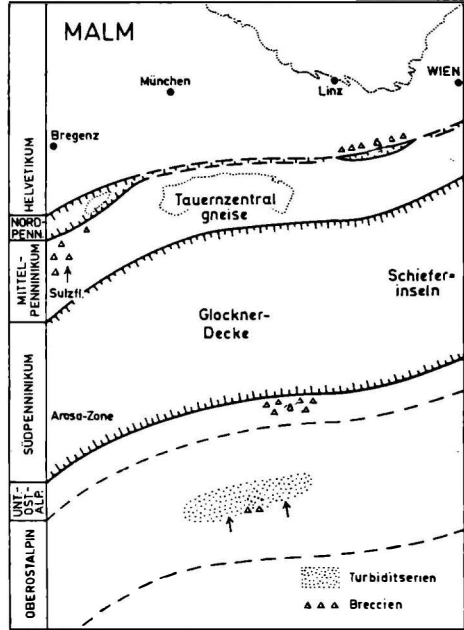 MALM
WIEN
Linz
München
Bregenz
HELVETIKUM
NORD-
PENN.
MITTEL-
PENNINIKUM
SÜDPENNINIKUM
UNT.-
OST-
ALP.
OBEROSTALPIN
Tauernzentral
gneise
Sulzfl.
Schiefer-
inseln
Glockner-
Decke
Arosa-Zone
Turbiditserien
Breccien